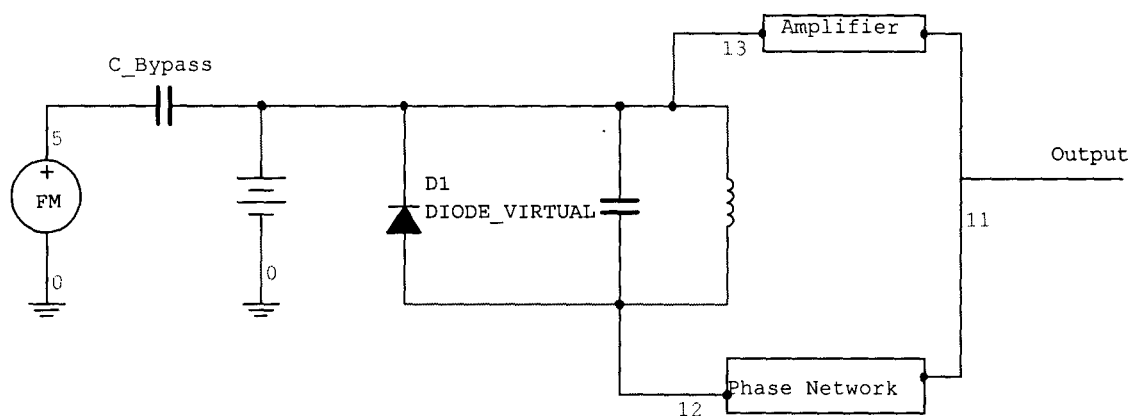 Amplifier
13
C_Bypass
5
+
FM
0
0
D1
DIODE_VIRTUAL
Output
11
Phase Network
12